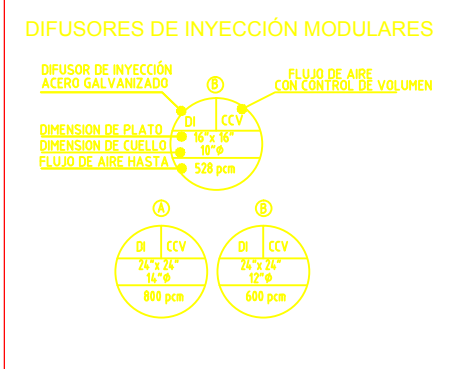 DIFUSORES DE INYECCIÓN MODULARES
DIFUSOR DE INYECCIÓN
ACERO GALVANIZADO
B
FLUJO DE AIRE
CON CONTROL DE VOLUMEN
DI CCV
DIMENSION DE PLATO
16"x 16"
DIMENSION DE CUELLO
10"Ø
FLUJO DE AIRE HASTA
528 pcm
A
DI CCV
24"x 24"
14"Ø
800 pcm
B
DI CCV
24"x 24"
12"Ø
600 pcm